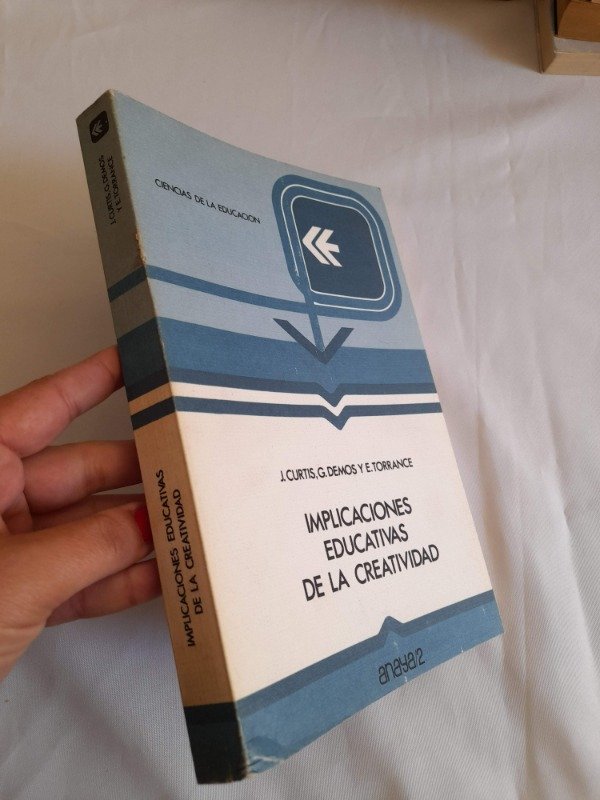 J. CURTIS, G. DEMOS
Y E. TORRANCE
IMPLICACIONES EDUCATIVAS
DE LA CREATIVIDAD
CIENCIAS DE LA EDUCACION
J. CURTIS, G. DEMOS Y E. TORRANCE
IMPLICACIONES
EDUCATIVAS
DE LA CREATIVIDAD
anaya/2